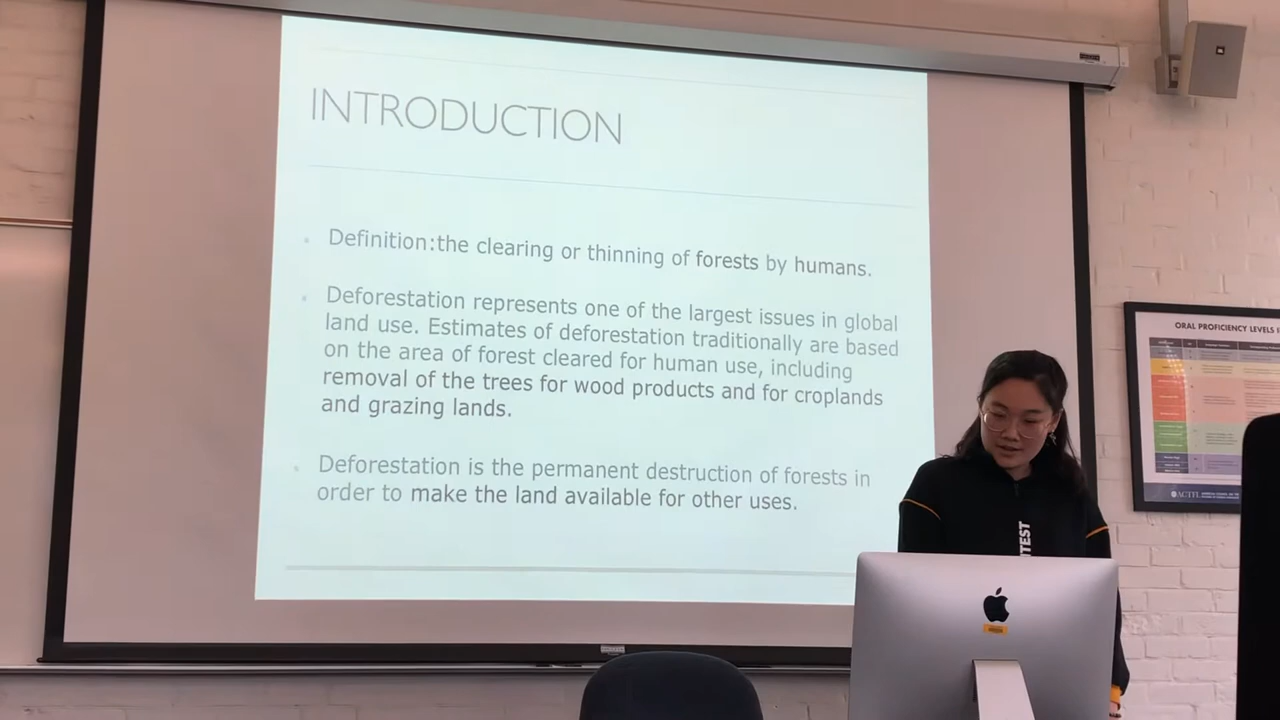 INTRODUCTION
Definition:the clearing or thinning of forests by humans.
Deforestation represents one of the largest issues in global
land use. Estimates of deforestation traditionally are based
on the area of forest cleared for human use, including
removal of the trees for wood products and for croplands
and grazing lands.
Deforestation is the permanent destruction of forests in
order to make the land available for other uses.
ORAL PROFICIENCY LEVELS
ACTFL
TEST